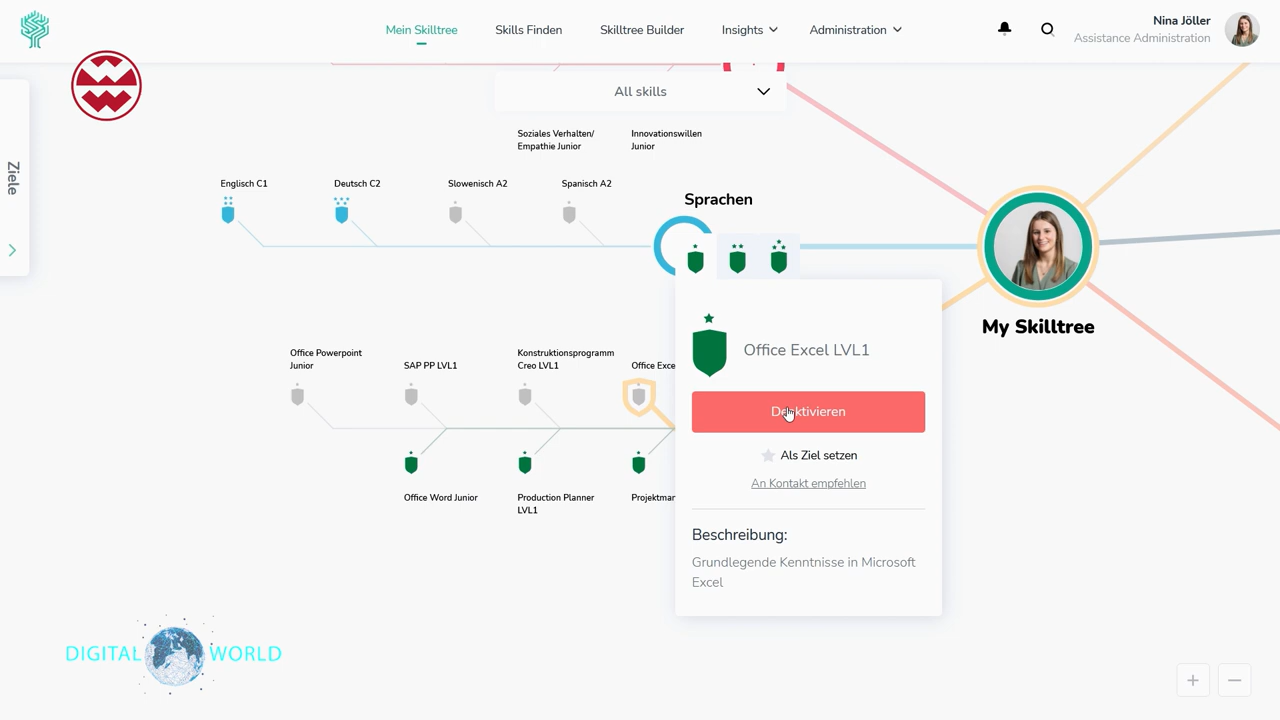 Mein Skilltree
Skills Finden
Skilltree Builder
Insights
Administration
Nina Jöller
Assistance Administration
All skills
Ziele
Soziales Verhalten/
Empathie Junior
Innovationswillen
Junior
Englisch C1
Deutsch C2
Slowenisch A2
Spanisch A2
Sprachen
My Skilltree
Office Powerpoint
Junior
SAP PP LVL1
Konstruktionsprogramm
Creo LVL1
Office Exce
Office Word Junior
Production Planner
LVL1
Projektmar
Office Excel LVL1
Deaktivieren
Als Ziel setzen
An Kontakt empfehlen
Beschreibung:
Grundlegende Kenntnisse in Microsoft
Excel
DIGITAL WORLD